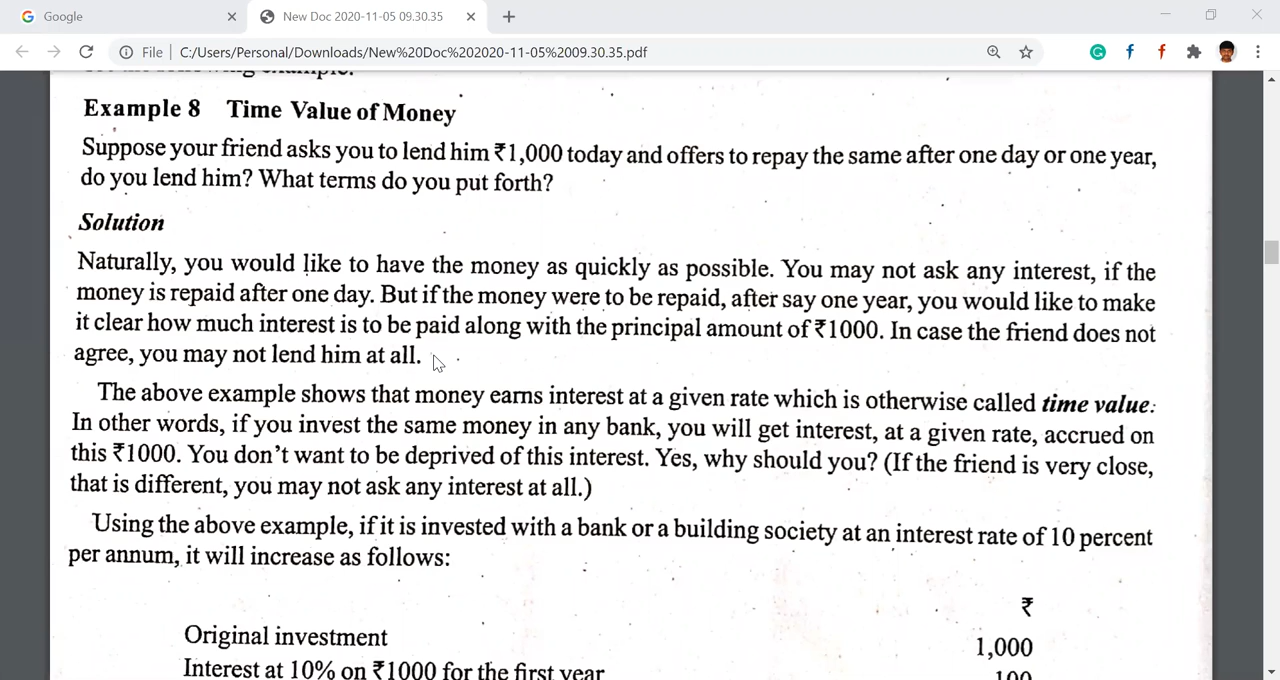 Google
New Doc 2020-11-05 09.30.35
File | C:/Users/Personal/Downloads/New%20Doc%202020-11-05%2009.30.35.pdf
example.
Example 8 Time Value of Money
Suppose your friend asks you to lend him ₹1,000 today and offers to repay the same after one day or one year,
do you lend him? What terms do you put forth?
Solution
Naturally, you would like to have the money as quickly as possible. You may not ask any interest, if the
money is repaid after one day. But if the money were to be repaid, after say one year, you would like to make
it clear how much interest is to be paid along with the principal amount of ₹1000. In case the friend does not
agree, you may not lend him at all.
The above example shows that money earns interest at a given rate which is otherwise called time value:
In other words, if you invest the same money in any bank, you will get interest, at a given rate, accrued on
this ₹1000. You don't want to be deprived of this interest. Yes, why should you? (If the friend is very close,
that is different, you may not ask any interest at all.)
Using the above example, if it is invested with a bank or a building society at an interest rate of 10 percent
per annum, it will increase as follows:
₹
Original investment 1,000
Interest at 10% on ₹1000 for the first year 100